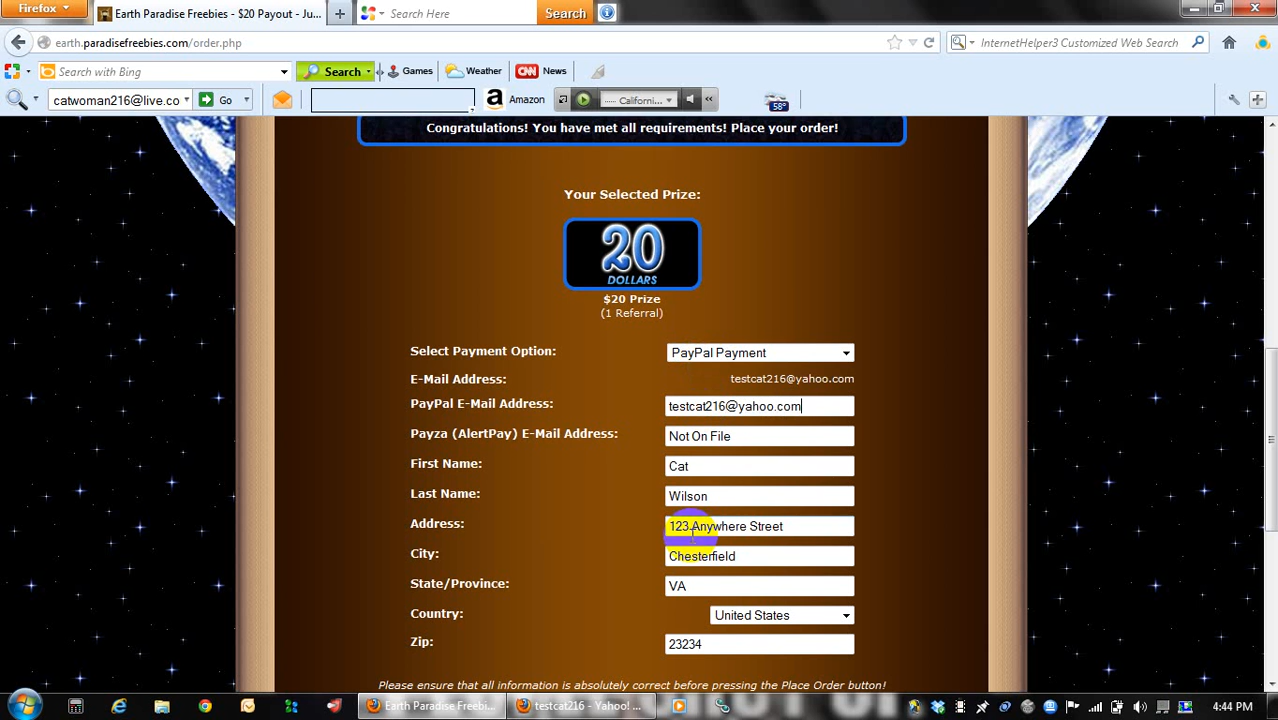 Firefox
Earth Paradise Freebies - $20 Payout - Ju...
Search Here
Search
earth.paradisefreebies.com/order.php
InternetHelper3 Customized Web Search
Search with Bing
Search
Games
Weather
CNN
News
catwoman216@live.co
Go
Amazon
Californi...
58°
Congratulations! You have met all requirements! Place your order!
Your Selected Prize:
20
DOLLARS
$20 Prize
(1 Referral)
Select Payment Option:
PayPal Payment
E-Mail Address:
testcat216@yahoo.com
PayPal E-Mail Address:
testcat216@yahoo.com
Payza (AlertPay) E-Mail Address:
Not On File
First Name:
Cat
Last Name:
Wilson
Address:
123 Anywhere Street
City:
Chesterfield
State/Province:
VA
Country:
United States
Zip:
23234
Please ensure that all information is absolutely correct before pressing the Place Order button!
Earth Paradise Freebi...
testcat216 - Yahoo! ...
4:44 PM